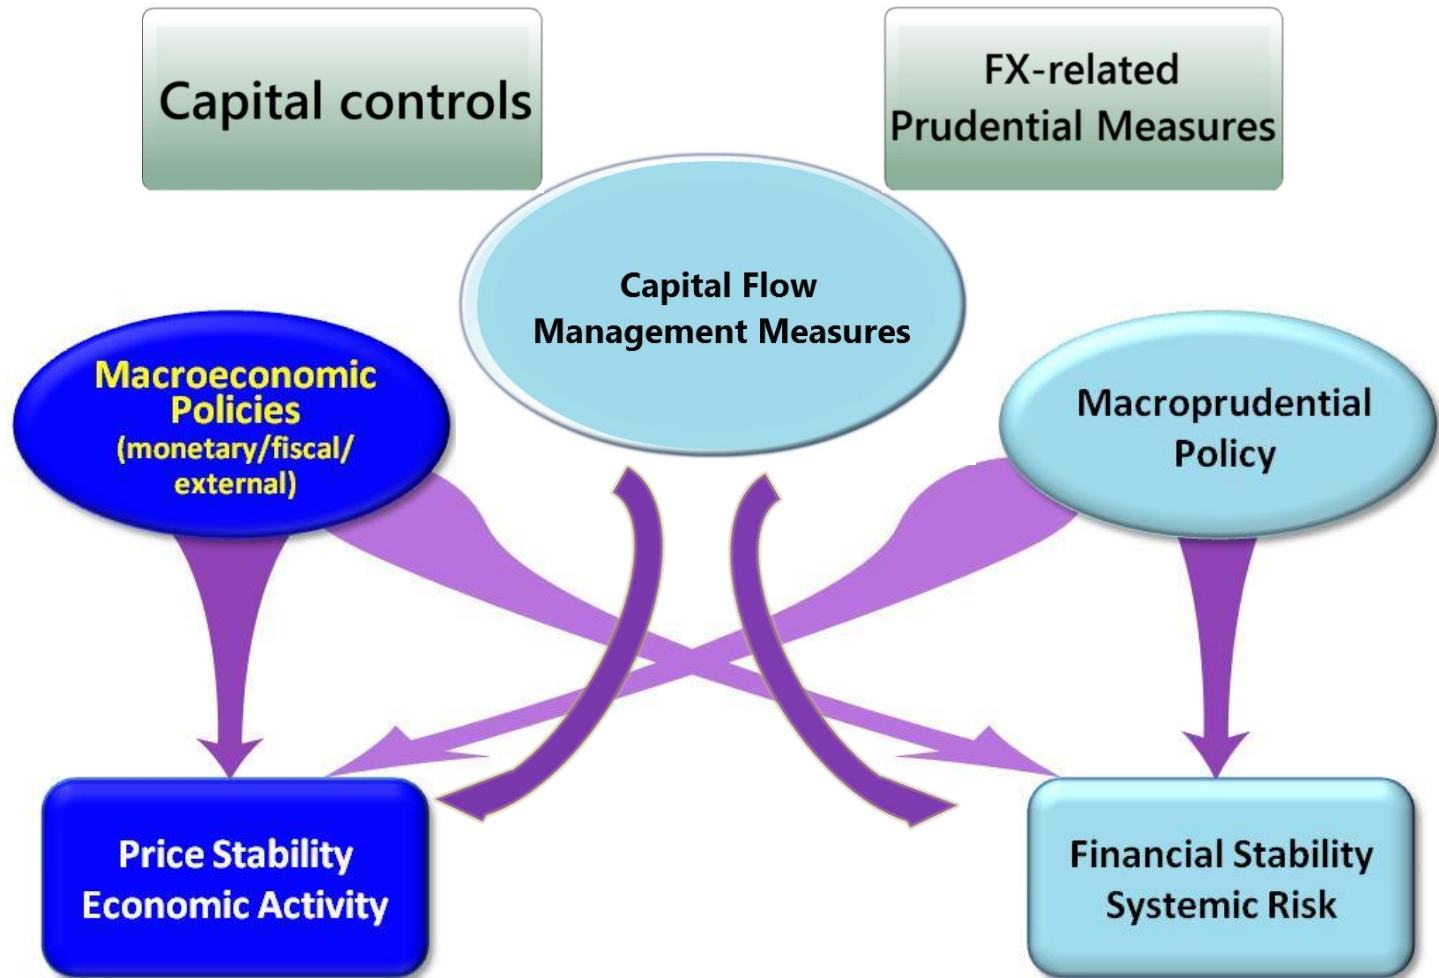 Capital controls
FX-related
Prudential Measures
Capital Flow
Management Measures
Macroeconomic
Policies
(monetary/fiscal/
external)
Macroprudential
Policy
Price Stability
Economic Activity
Financial Stability
Systemic Risk